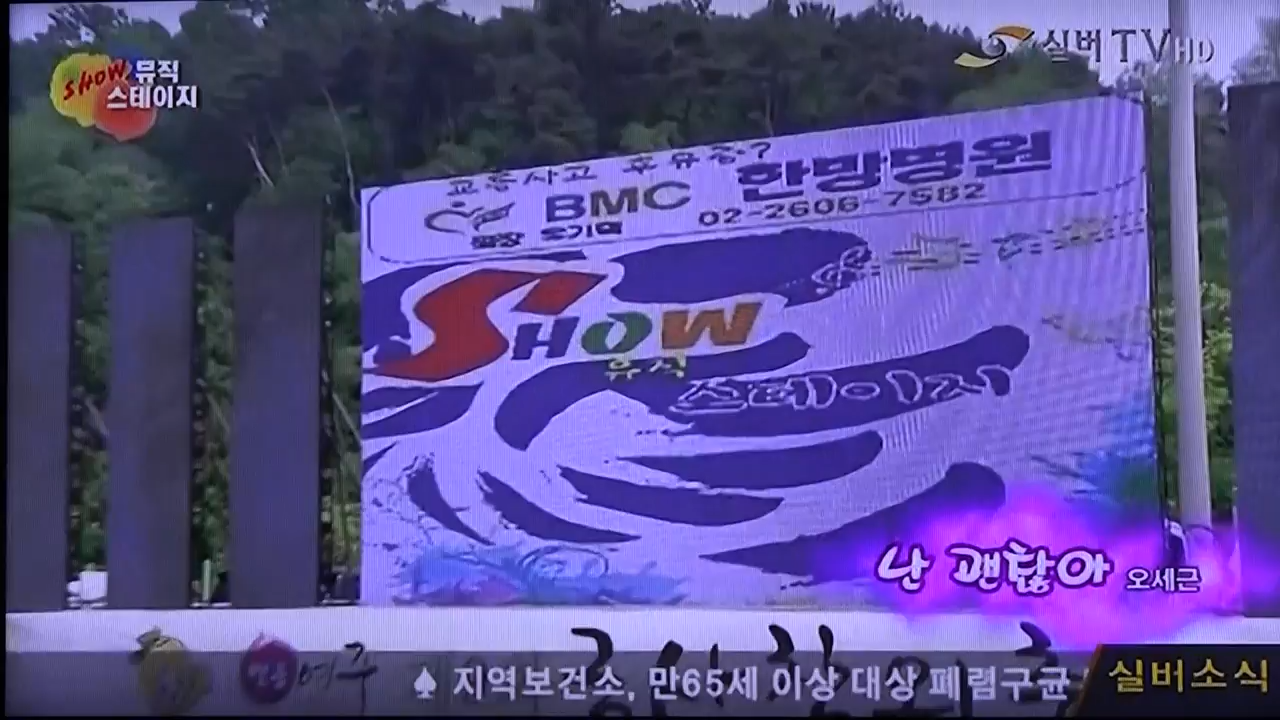 SHOW 뮤직
스테이지
실버TV HD
교통사고 후유증?
BMC 한방병원
02-2606-7582
SHOW
뮤직
스테이지
난 괜찮아 오세근
♠ 지역보건소, 만65세 이상 대상 폐렴구균
실버소식